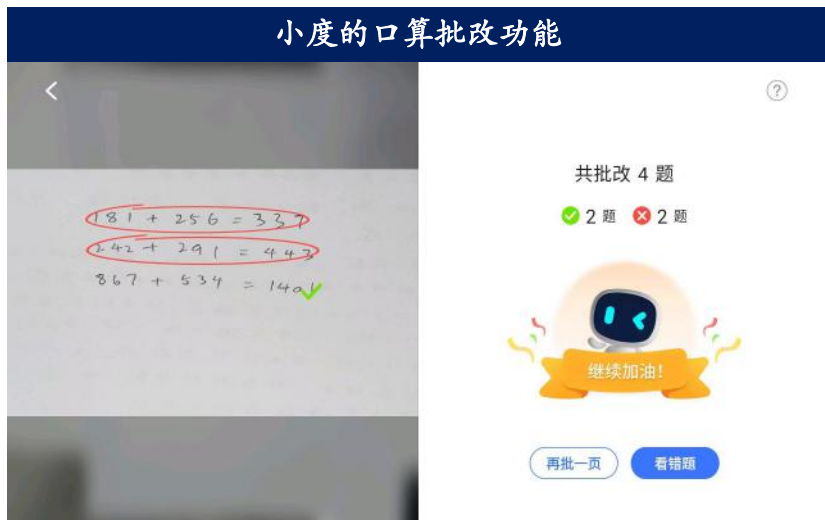 小度的口算批改功能
共批改 4 题
2 题 2 题
181 + 256 = 337
242 + 291 = 443
867 + 534 = 1401
继续加油!
再批一页 看错题